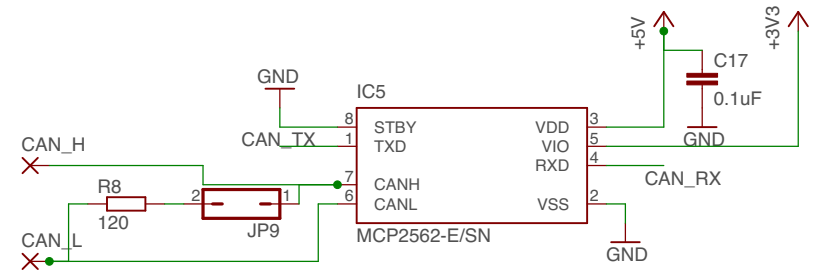 +5V
+3V3
C17
0.1uF
GND
GND
IC5
8 STBY VDD 3
CAN_TX 1 TXD VIO 5
RXD 4
CAN_RX
CAN_H
7 CANH
6 CANL VSS 2
R8
120
2 1
JP9
CAN_L
MCP2562-E/SN
GND